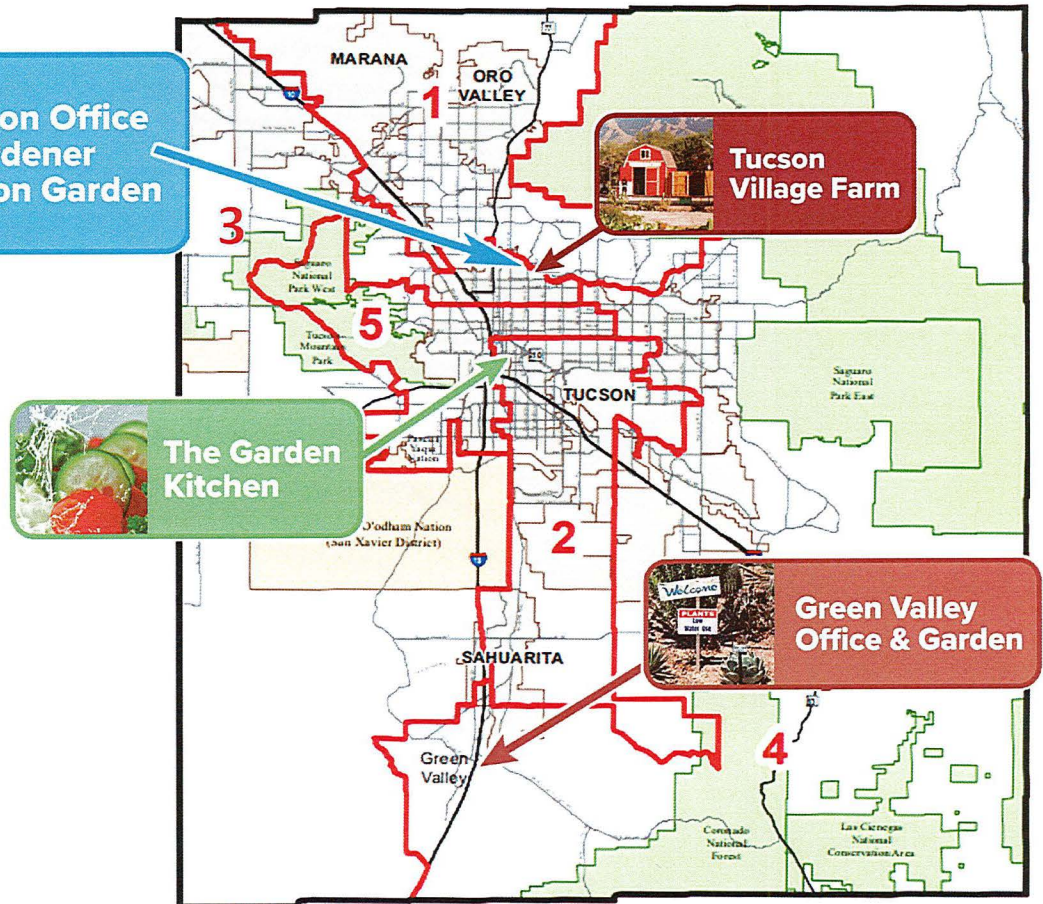 MARANA
ORO
VALLEY
77
10
1
on Office
dener
on Garden
Tucson
Village Farm
3
Saguaro
National
Park West
5
Tucson
Mountain
Park
210
Saguaro
National
Park East
TUCSON
The Garden
Kitchen
Pascua
Yaqui
Nation
O'odham Nation
(San Xavier District)
2
19
Welcome
PLANTS
Low
Water Use
Green Valley
Office & Garden
SAHUARITA
83
4
Green
Valley
Coronado
National
Forest
Las Cienegas
National
Conservation Area